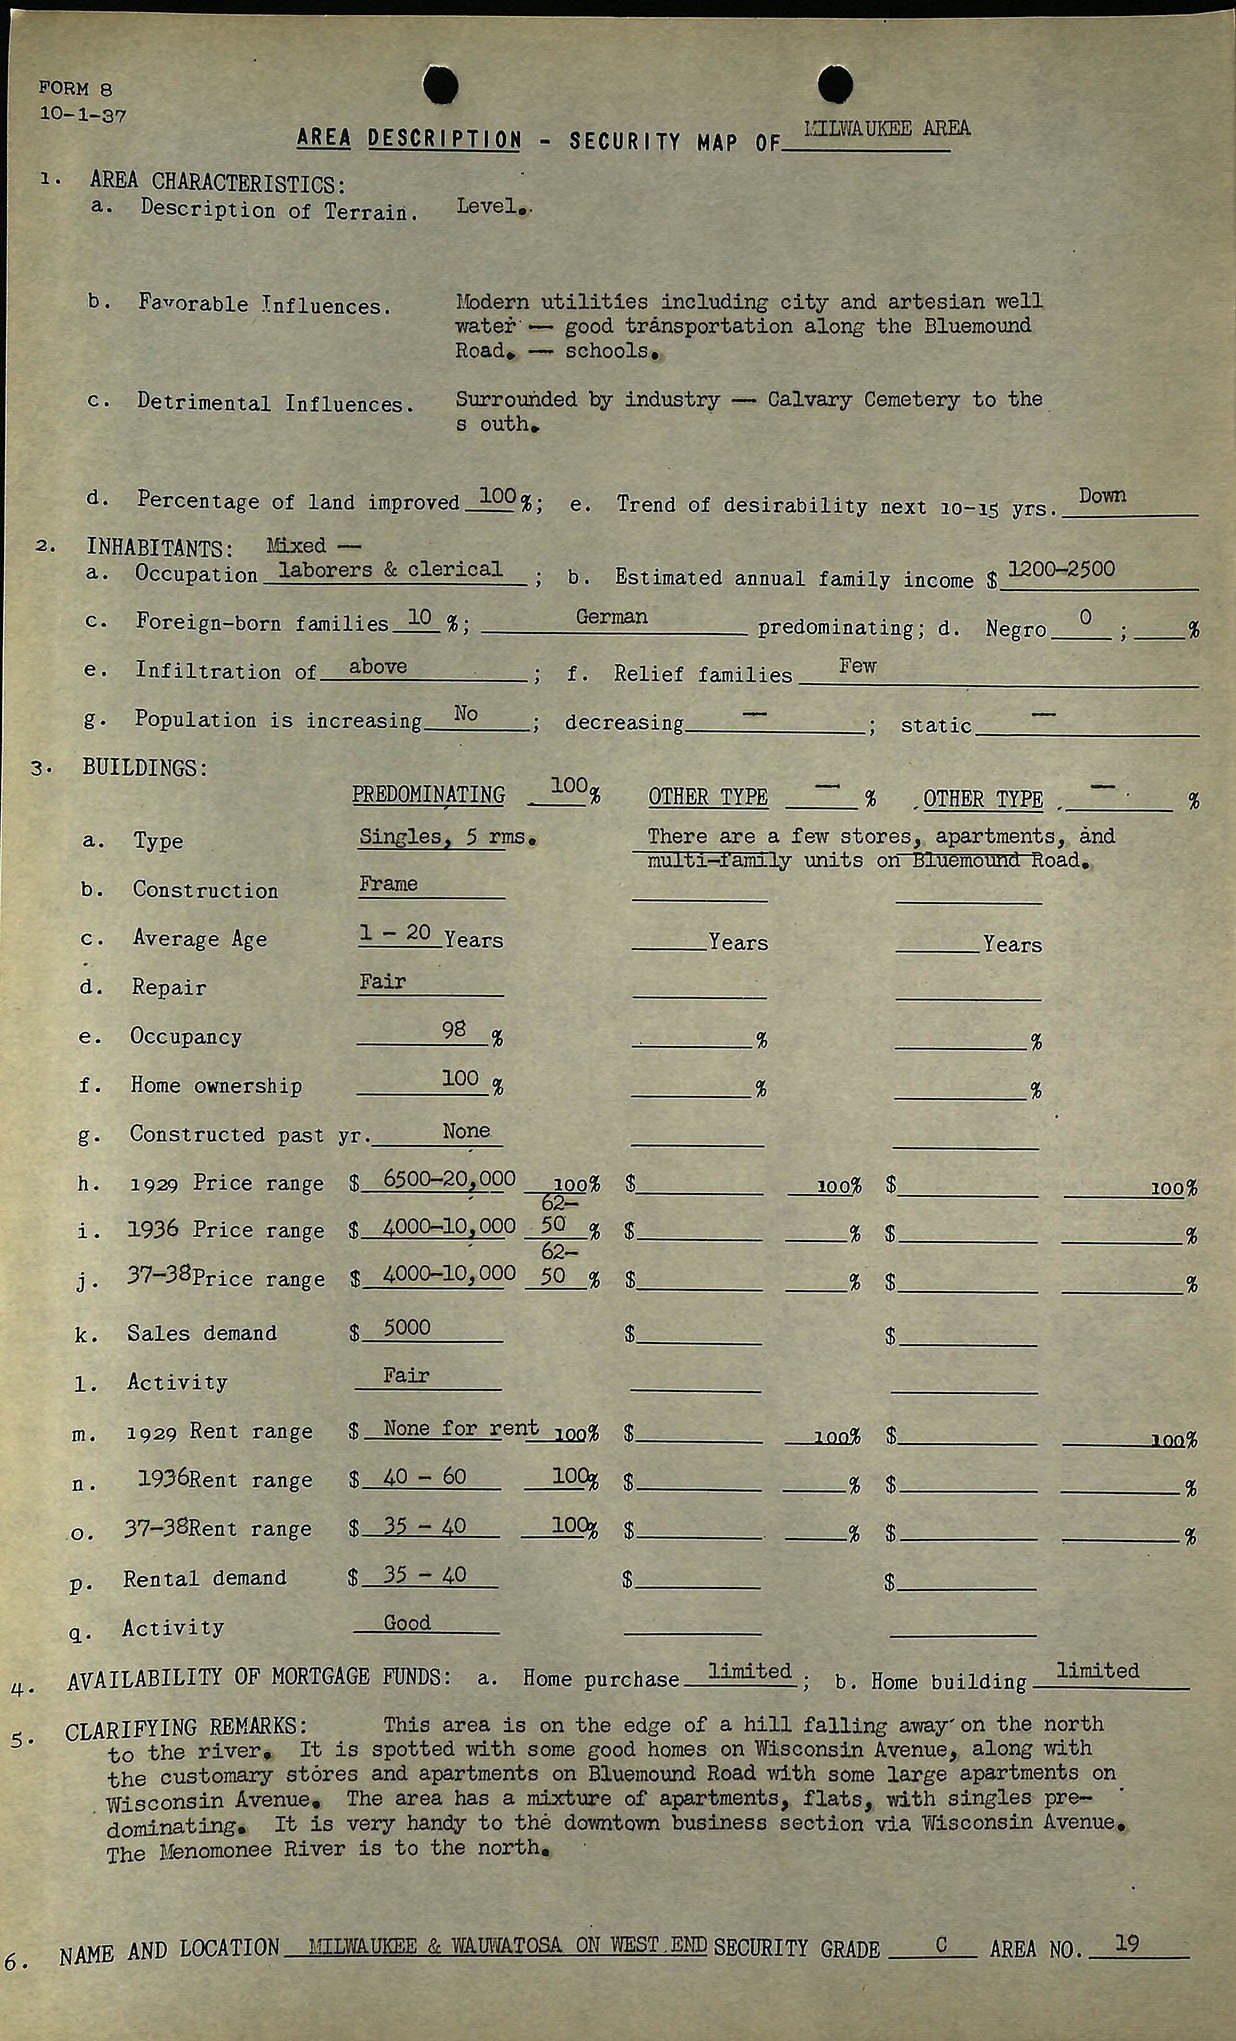 FORM 8
10-1-37
AREA DESCRIPTION - SECURITY MAP OF MILWAUKEE AREA
1. AREA CHARACTERISTICS:
a. Description of Terrain. Level.
b. Favorable Influences. Modern utilities including city and artesian well
water — good transportation along the Bluemound
Road. — schools.
c. Detrimental Influences. Surrounded by industry — Calvary Cemetery to the
s outh.
d. Percentage of land improved 100 %; e. Trend of desirability next 10-15 yrs. Down
2. INHABITANTS: Mixed —
a. Occupation laborers & clerical ; b. Estimated annual family income $ 1200-2500
c. Foreign-born families 10 %; German predominating; d. Negro 0 ; %
e. Infiltration of above ; f. Relief families Few
g. Population is increasing No ; decreasing — ; static —
3. BUILDINGS:
PREDOMINATING 100% OTHER TYPE — % OTHER TYPE — %
a. Type Singles, 5 rms. There are a few stores, apartments, and
multi-family units on Bluemound Road.
b. Construction Frame
c. Average Age 1 - 20 Years Years Years
d. Repair Fair
e. Occupancy 98 % % %
f. Home ownership 100 % % %
g. Constructed past yr. None
h. 1929 Price range $ 6500-20,000 100% $ 100% $ 100%
62-
i. 1936 Price range $ 4000-10,000 50 % $ % $ %
62-
j. 37-38Price range $ 4000-10,000 50 % $ % $ %
k. Sales demand $ 5000 $ $
l. Activity Fair
m. 1929 Rent range $ None for rent 100% $ 100% $ 100%
n. 1936Rent range $ 40 - 60 100% $ % $ %
o. 37-38Rent range $ 35 - 40 100% $ % $ %
p. Rental demand $ 35 - 40 $ $
q. Activity Good
4. AVAILABILITY OF MORTGAGE FUNDS: a. Home purchase limited ; b. Home building limited
5. CLARIFYING REMARKS: This area is on the edge of a hill falling away on the north
to the river. It is spotted with some good homes on Wisconsin Avenue, along with
the customary stores and apartments on Bluemound Road with some large apartments on
Wisconsin Avenue. The area has a mixture of apartments, flats, with singles pre-
dominating. It is very handy to the downtown business section via Wisconsin Avenue.
The Menomonee River is to the north.
6. NAME AND LOCATION MILWAUKEE & WAUWATOSA ON WEST END SECURITY GRADE C AREA NO. 19